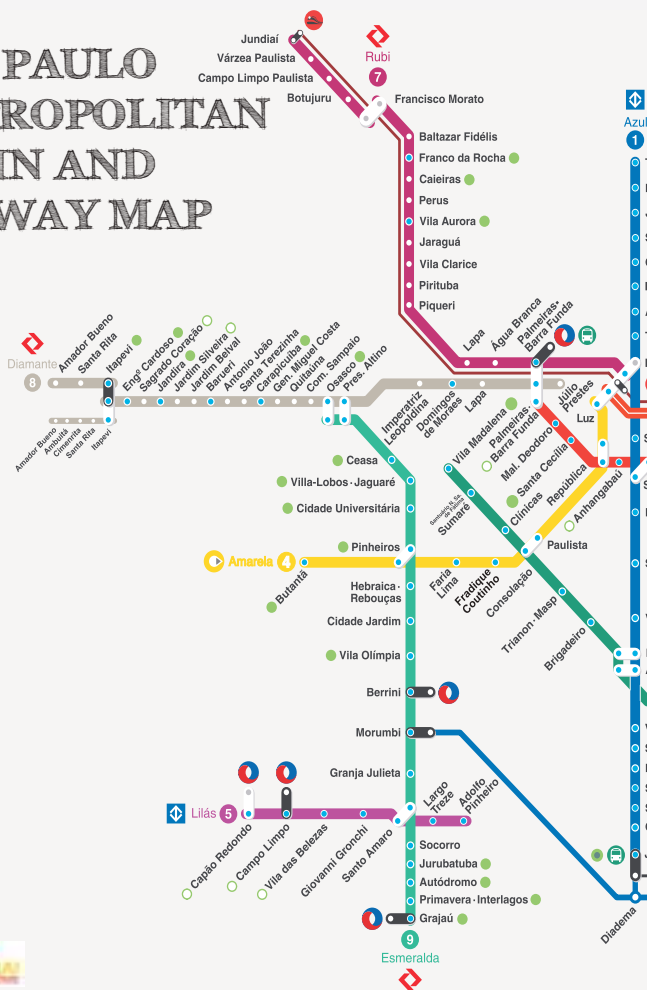 PAULO
ROPOLITAN
IN AND
WAY MAP
Jundiaí
Várzea Paulista
Campo Limpo Paulista
Botujuru
Rubi
7
Francisco Morato
Baltazar Fidélis
Franco da Rocha
Caieiras
Perus
Vila Aurora
Jaraguá
Vila Clarice
Pirituba
Piqueri
Lapa
Água Branca
Palmeiras-
Barra Funda
Azul
1
Diamante
8
Amador Bueno
Santa Rita
Itapevi
Engº Cardoso
Sagrado Coração
Jandira
Jardim Silveira
Jardim Belval
Barueri
Antonio João
Santa Terezinha
Carapicuíba
Gen. Miguel Costa
Quitaúna
Com. Sampaio
Osasco
Pres. Altino
Amador Bueno
Ambuitá
Cimenrita
Santa Rita
Itapevi
Imperatriz
Leopoldina
Domingos
de Moraes
Lapa
Palmeiras-
Barra Funda
Júlio
Prestes
Luz
Mal. Deodoro
Santa Cecília
República
Anhangabaú
Vila Madalena
Santuário N. Sa.
de Fátima
Sumaré
Clínicas
Paulista
Consolação
Trianon-Masp
Brigadeiro
Ceasa
Villa-Lobos-Jaguaré
Cidade Universitária
Pinheiros
Amarela 4
Butantã
Faria
Lima
Fradique
Coutinho
Hebraica-
Rebouças
Cidade Jardim
Vila Olímpia
Berrini
Morumbi
Granja Julieta
Lilás 5
Capão Redondo
Campo Limpo
Vila das Belezas
Giovanni Gronchi
Santo Amaro
Largo
Treze
Adolfo
Pinheiro
Socorro
Jurubatuba
Autódromo
Primavera-Interlagos
Grajaú
9
Esmeralda
Diadema